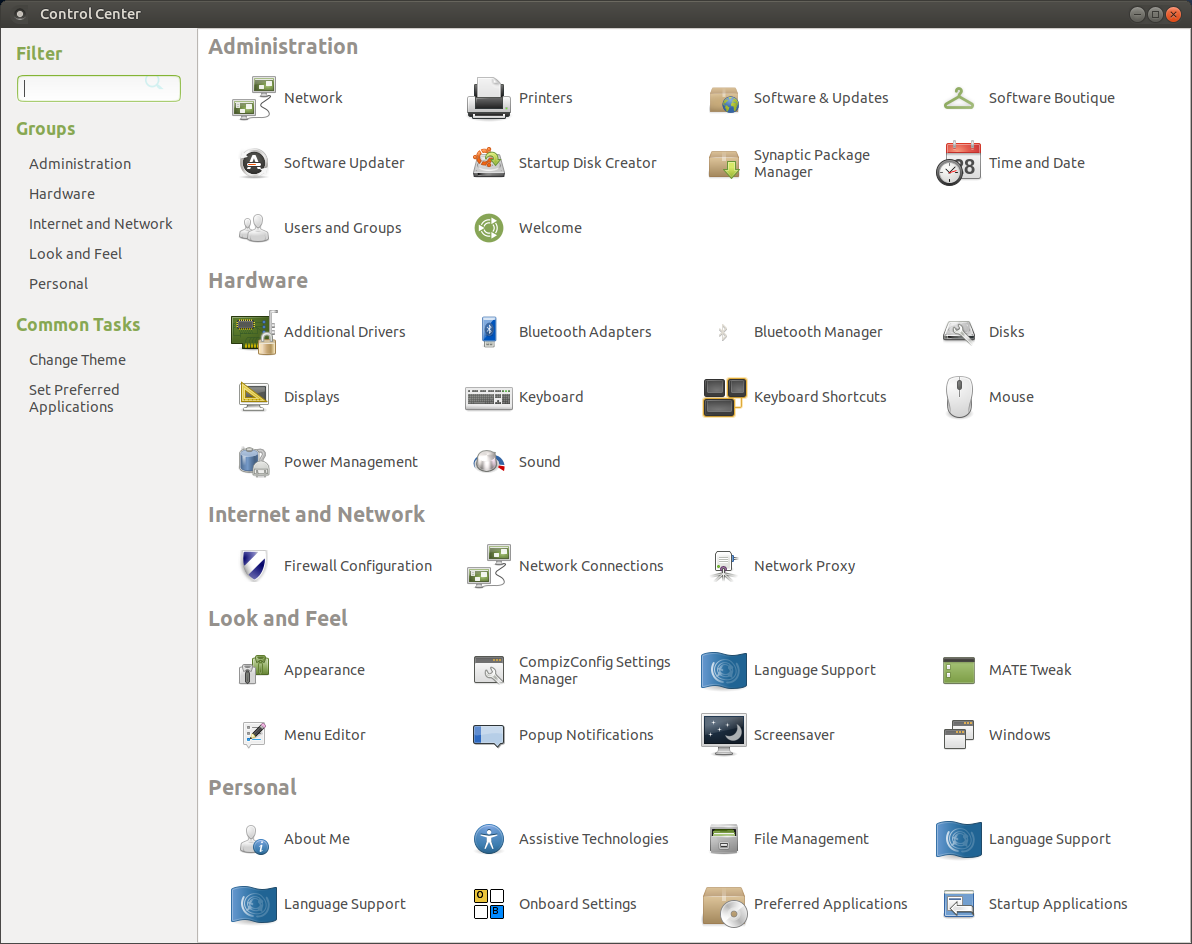 Control Center
Filter
Groups
Administration
Hardware
Internet and Network
Look and Feel
Personal
Common Tasks
Change Theme
Set Preferred
Applications
Administration
Network
Printers
Software & Updates
Software Boutique
Software Updater
Startup Disk Creator
Synaptic Package
Manager
38
Time and Date
Users and Groups
Welcome
Hardware
Additional Drivers
Bluetooth Adapters
Bluetooth Manager
Disks
Displays
Keyboard
Keyboard Shortcuts
Mouse
Power Management
Sound
Internet and Network
Firewall Configuration
Network Connections
Network Proxy
Look and Feel
Appearance
CompizConfig Settings
Manager
Language Support
MATE Tweak
Menu Editor
Popup Notifications
Screensaver
Windows
Personal
About Me
Assistive Technologies
File Management
Language Support
Language Support
O
B
Onboard Settings
Preferred Applications
Startup Applications